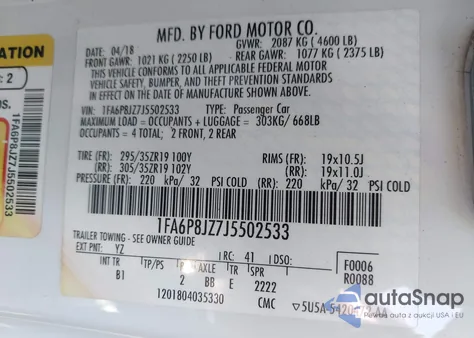 MFD. BY FORD MOTOR CO.
DATE: 04/18 GVWR: 2087 KG ( 4600 LB)
FRONT GAWR: 1021 KG ( 2250 LB) REAR GAWR: 1077 KG ( 2375 LB)
THIS VEHICLE CONFORMS TO ALL APPLICABLE FEDERAL MOTOR
VEHICLE SAFETY, BUMPER, AND THEFT PREVENTION STANDARDS
IN EFFECT ON THE DATE OF MANUFACTURE SHOWN ABOVE.
VIN: 1FA6P8JZ7J5502533 TYPE: Passenger Car
MAXIMUM LOAD = OCCUPANTS + LUGGAGE = 303KG/ 668LB
OCCUPANTS = 4 TOTAL; 2 FRONT, 2 REAR
TIRE (FR): 295/35ZR19 100Y RIMS (FR): 19x10.5J
(RR): 305/35ZR19 102Y (RR): 19x11.0J
PRESSURE (FR): 220 kPa/ 32 PSI COLD (RR): 220 kPa/ 32 PSI COLD
1FA6P8JZ7J5502533
TRAILER TOWING - SEE OWNER GUIDE
EXT PNT: YZ RC: 41 DSO: F0006
INT TR TP/PS R AXLE TR SPR R0088
B1 2 BB E 2222
1201804035330 CMC
ATION
: 2
1FA6P8JZ7J5502533
autoSnap
Polskie auta z aukcji USA - EU